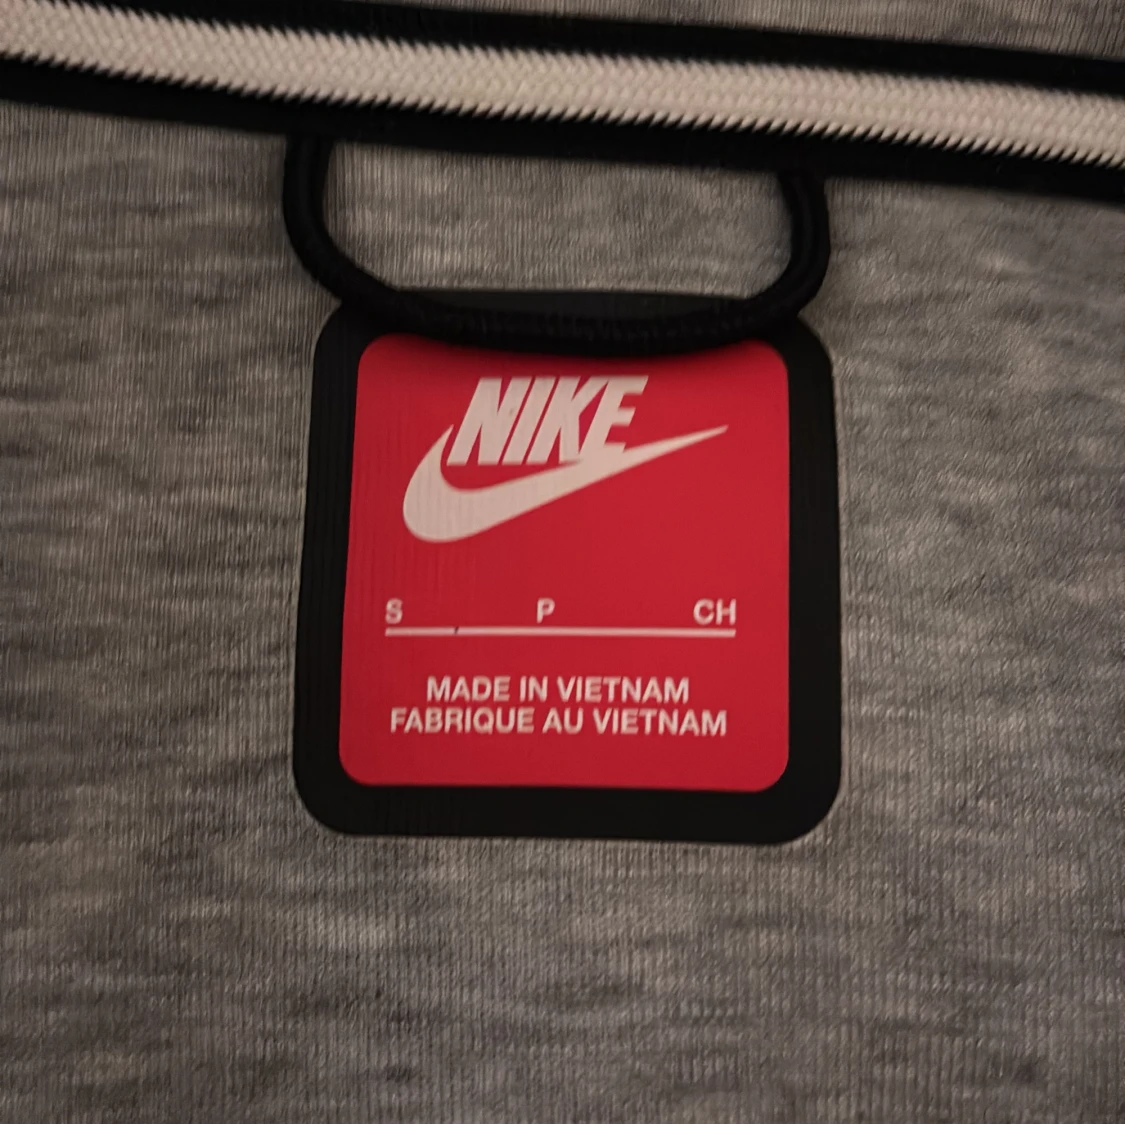 NIKE
S P CH
MADE IN VIETNAM
FABRIQUE AU VIETNAM